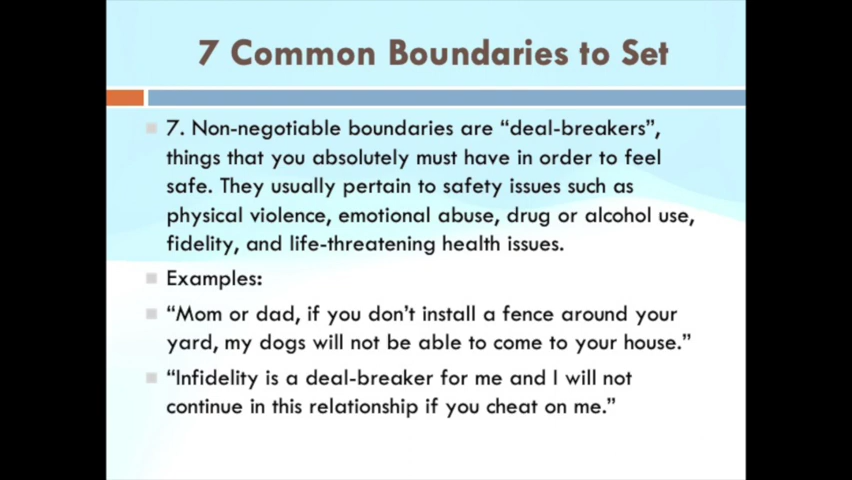 7 Common Boundaries to Set
7. Non-negotiable boundaries are “deal-breakers”,
things that you absolutely must have in order to feel
safe. They usually pertain to safety issues such as
physical violence, emotional abuse, drug or alcohol use,
fidelity, and life-threatening health issues.
Examples:
“Mom or dad, if you don’t install a fence around your
yard, my dogs will not be able to come to your house.”
“Infidelity is a deal-breaker for me and I will not
continue in this relationship if you cheat on me.”